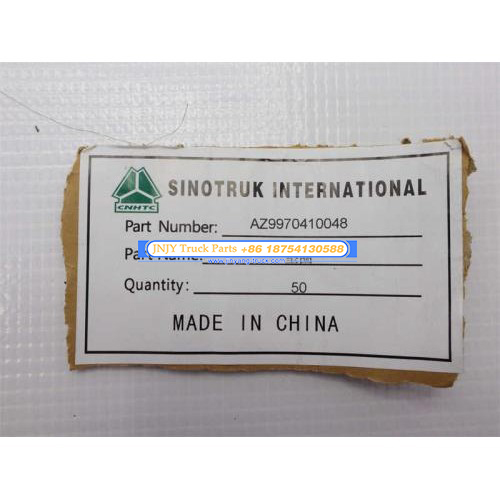 SINOTRUK INTERNATIONAL
CNHTC
Part Number: AZ9970410048
JNJY Truck Parts +86 18754130588
Part Name:
Quantity: 50
MADE IN CHINA